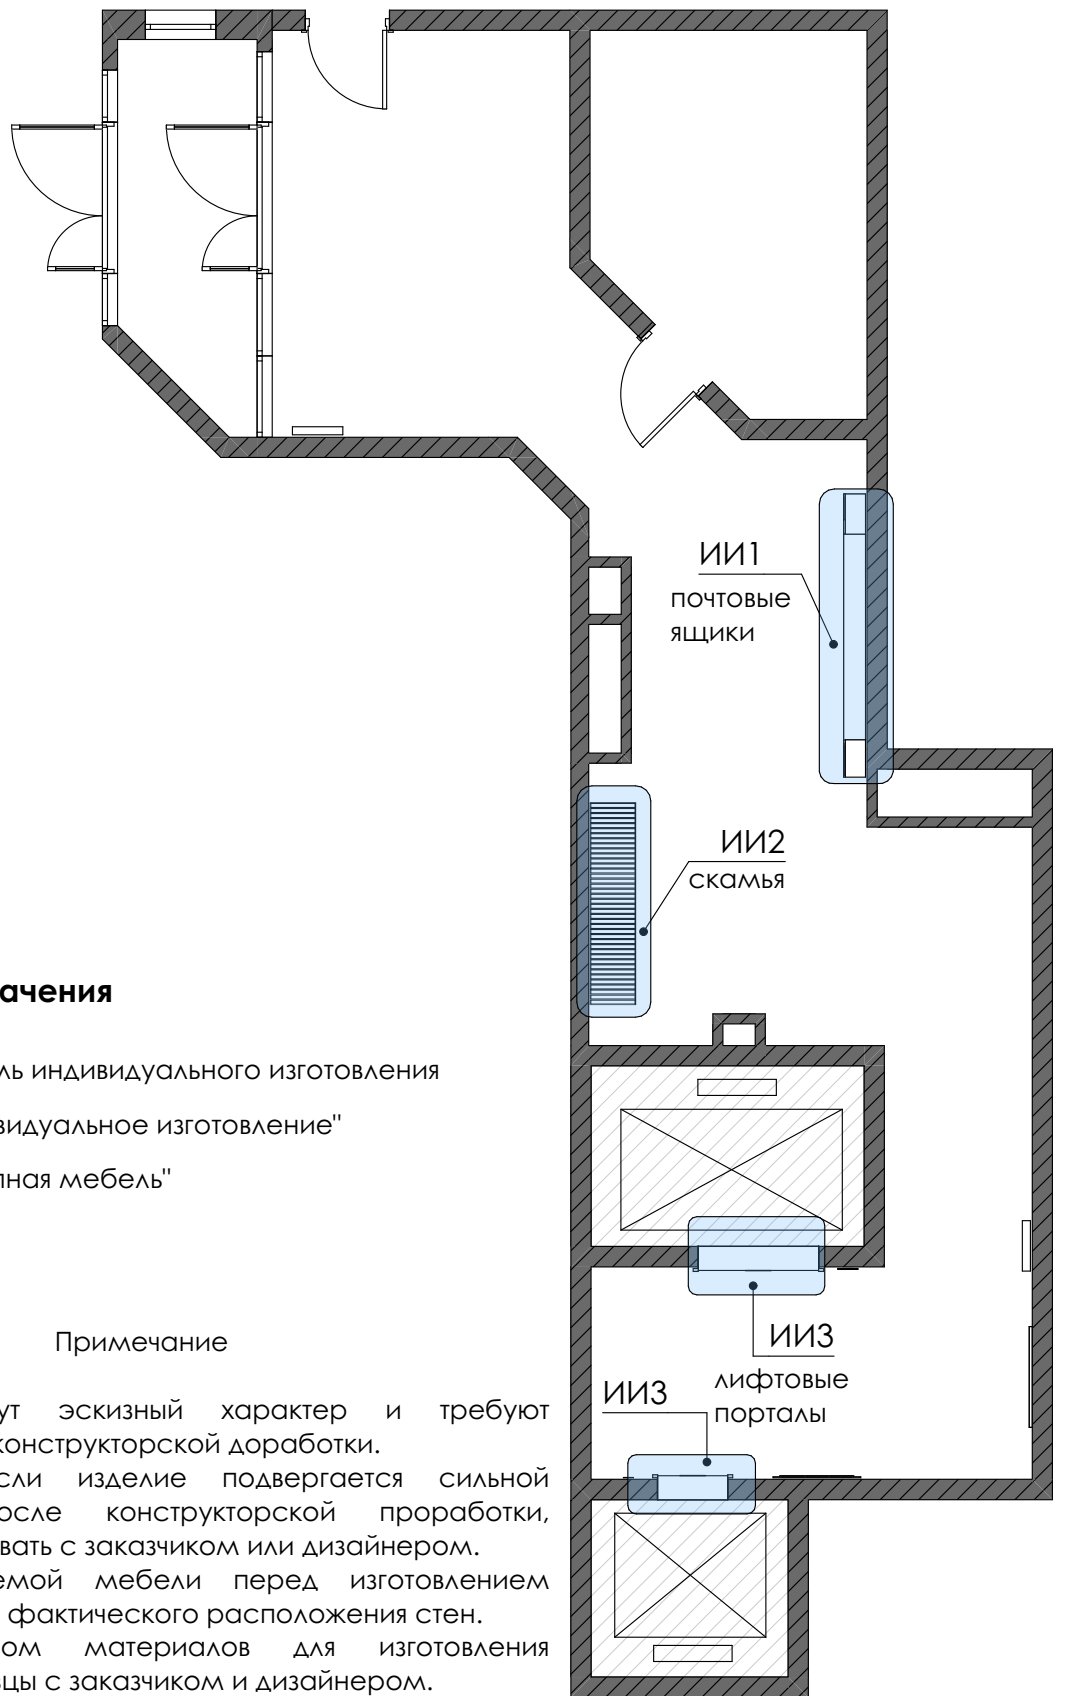 ИИ1
почтовые
ящики
ИИ2
скамья
ачения
ль индивидуального изготовления
видуальное изготовление"
пная мебель"
Примечание
ИИ3
лифтовые
порталы
ИИ3
ут эскизный характер и требуют
конструкторской доработки.
сли изделие подвергается сильной
осле конструкторской проработки,
вать с заказчиком или дизайнером.
емой мебели перед изготовлением
фактического расположения стен.
ом материалов для изготовления
цы с заказчиком и дизайнером.